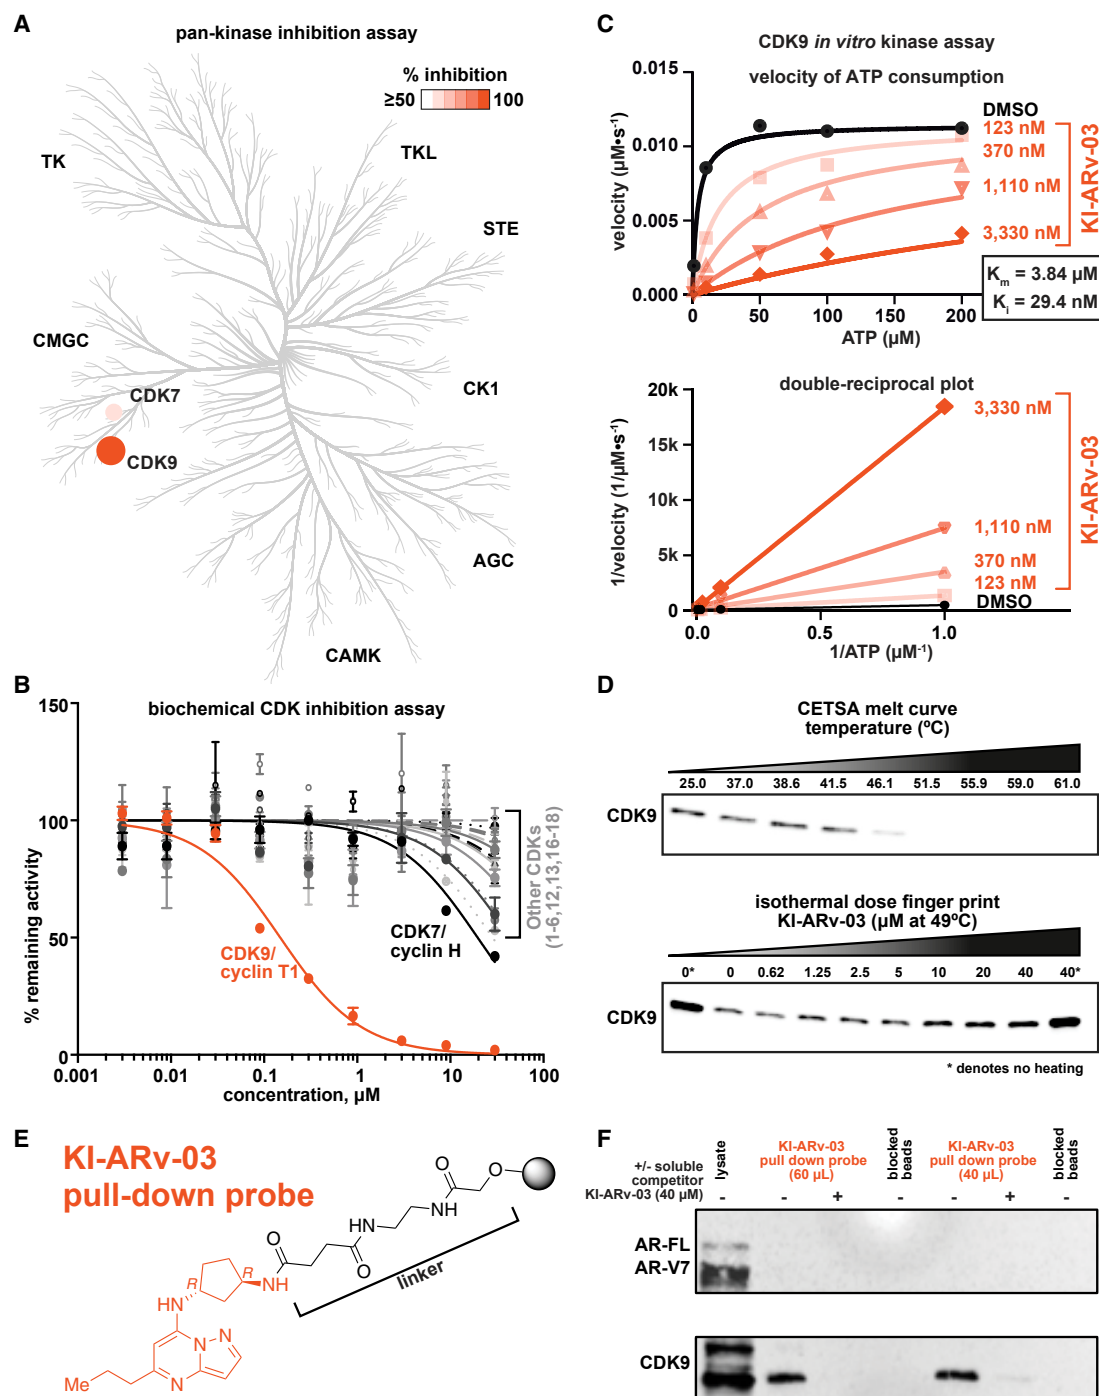 A
pan-kinase inhibition assay
% inhibition
≥50 100
TK
TKL
STE
CMGC
CDK7
CK1
CDK9
AGC
CAMK
B
biochemical CDK inhibition assay
150
100
50
0
% remaining activity
CDK9/
cyclin T1
CDK7/
cyclin H
Other CDKs
(1-6,12,13,16-18)
0.001 0.01 0.1 1 10 100
concentration, µM
C
CDK9 in vitro kinase assay
velocity of ATP consumption
0.015
0.010
0.005
0.000
velocity (µM•s⁻¹)
DMSO
123 nM
370 nM
1,110 nM
3,330 nM
KI-ARv-03
Km = 3.84 µM
Ki = 29.4 nM
0 50 100 150 200
ATP (µM)
double-reciprocal plot
20k
15k
10k
5k
0
1/velocity (1/µM•s⁻¹)
3,330 nM
1,110 nM
370 nM
123 nM
DMSO
KI-ARv-03
0.0 0.5 1.0
1/ATP (µM⁻¹)
D
CETSA melt curve
temperature (ºC)
25.0 37.0 38.6 41.5 46.1 51.5 55.9 59.0 61.0
CDK9
isothermal dose finger print
KI-ARv-03 (µM at 49ºC)
0* 0 0.62 1.25 2.5 5 10 20 40 40*
CDK9
* denotes no heating
E
KI-ARv-03
pull-down probe
O
O
NH
O
HN
O
O
NH
R
R
HN
N
N
N
Me
linker
F
+/- soluble
competitor
KI-ARv-03 (40 µM)
lysate
KI-ARv-03
pull down probe
(60 µL)
blocked
beads
KI-ARv-03
pull down probe
(40 µL)
blocked
beads
- - + - - + -
AR-FL
AR-V7
CDK9